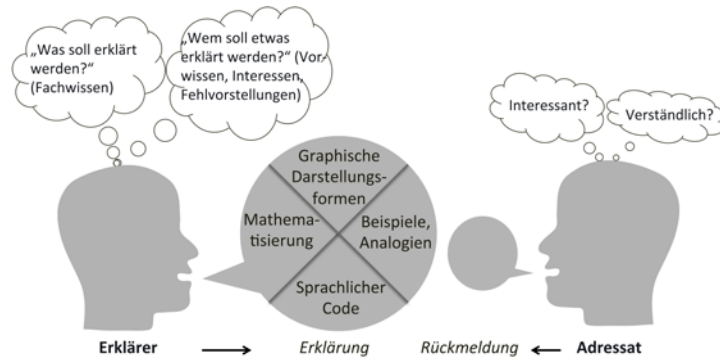 „Was soll erklärt
werden?“
(Fachwissen)
„Wem soll etwas
erklärt werden?“ (Vor-
wissen, Interessen,
Fehlvorstellungen)
Interessant?
Verständlich?
Graphische
Darstellungs-
formen
Mathema-
tisierung
Beispiele,
Analogien
Sprachlicher
Code
Erklärer
Erklärung
Rückmeldung
Adressat